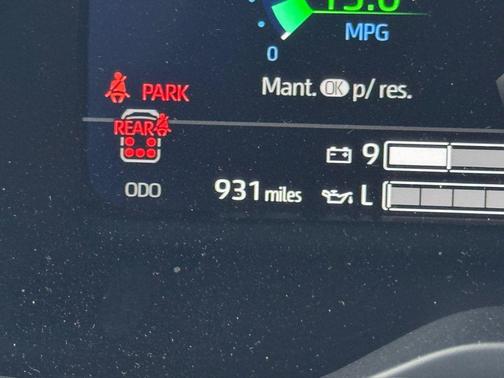 MPG
0
Mant. OK p/ res.
PARK
REAR
9
ODO 931 miles L